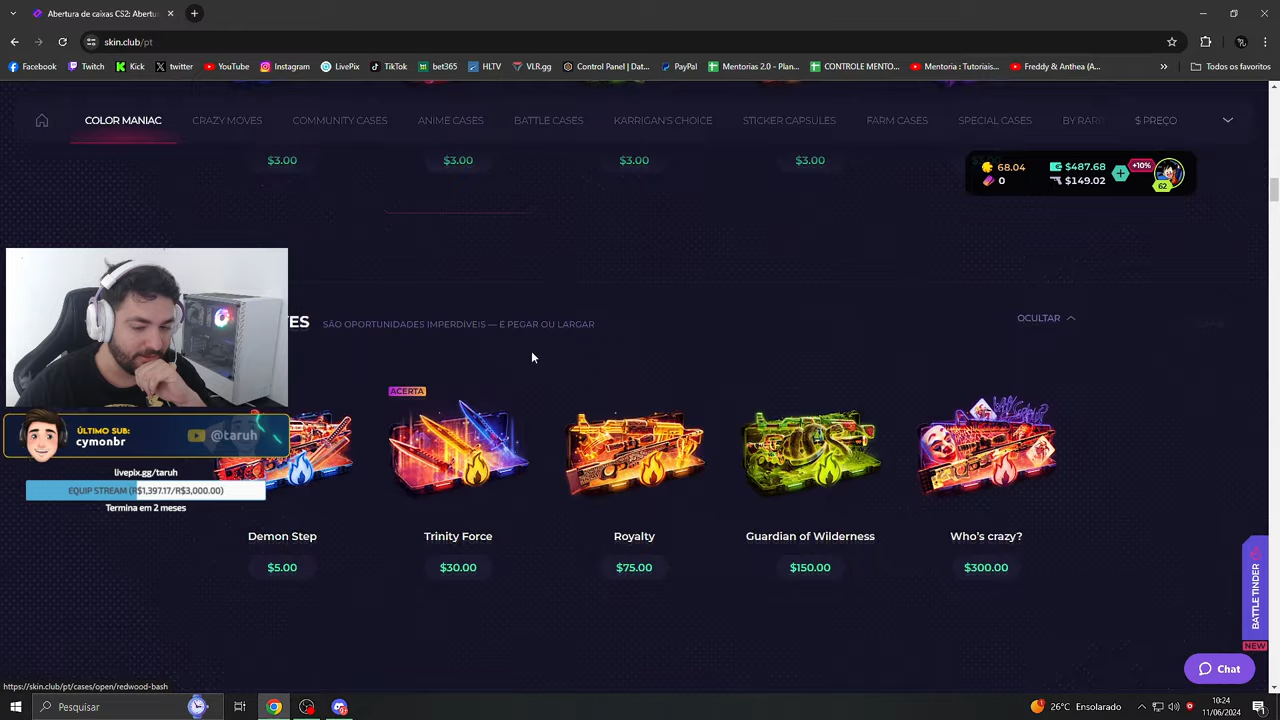 Abertura de caixas CS2: Abertur
skin.club/pt
Facebook
Twitch
Kick
twitter
YouTube
Instagram
LivePix
TikTok
bet365
HLTV
VLR.gg
Control Panel | Dat...
PayPal
Mentorias 2.0 - Plan...
CONTROLE MENTO...
Mentoria : Tutoriais...
Freddy & Anthea (A...
Todos os favoritos
COLOR MANIAC
CRAZY MOVES
COMMUNITY CASES
ANIME CASES
BATTLE CASES
KARRIGAN'S CHOICE
STICKER CAPSULES
FARM CASES
SPECIAL CASES
BY RARI
$ PREÇO
$3.00
$3.00
$3.00
$3.00
68.04
$487.68
+10%
0
$149.02
62
SÃO OPORTUNIDADES IMPERDÍVEIS — É PEGAR OU LARGAR
OCULTAR
ACERTA
ÚLTIMO SUB:
cymonbr
@taruh
livepix.gg/taruh
EQUIP STREAM (R$1,397.17/R$3,000.00)
Termina em 2 meses
Demon Step
Trinity Force
Royalty
Guardian of Wilderness
Who's crazy?
$5.00
$30.00
$75.00
$150.00
$300.00
BATTLE TINDER
NEW
Chat
https://skin.club/pt/cases/open/redwood-bash
Pesquisar
26°C Ensolarado
10:24
11/06/2024